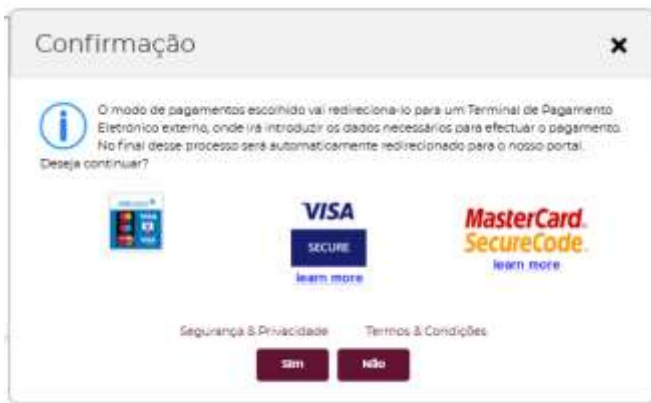 Confirmação
O modo de pagamentos escolhido vai redireciona-lo para um Terminal de Pagamento
Eletrónico externo, onde irá introduzir os dados necessários para efectuar o pagamento.
No final desse processo será automaticamente redirecionado para o nosso portal.
Deseja continuar?
VISA
SECURE
learn more
MasterCard.
SecureCode.
learn more
VISA
VISA
Segurança & Privacidade Termos & Condições
Sim Não